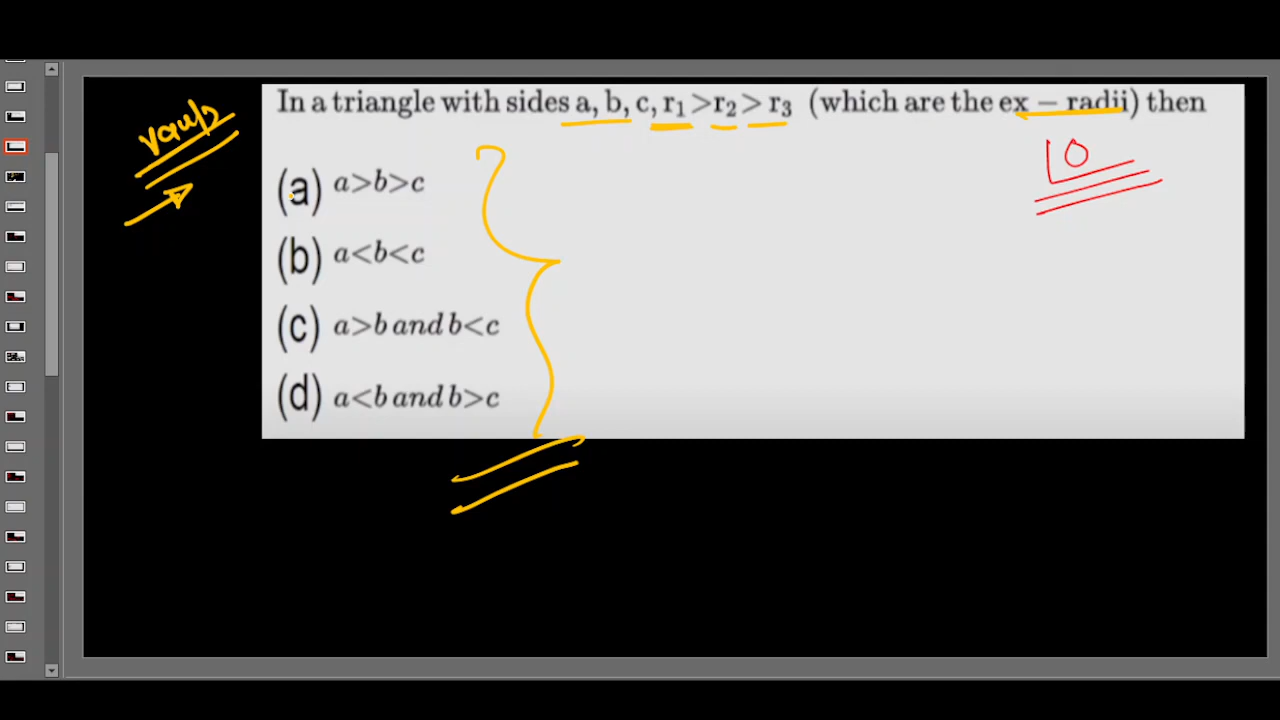 In a triangle with sides a, b, c, r₁>r₂> r₃ (which are the ex – radii) then
(a) a>b>c
(b) a<b<c
(c) a>b and b<c
(d) a<b and b>c